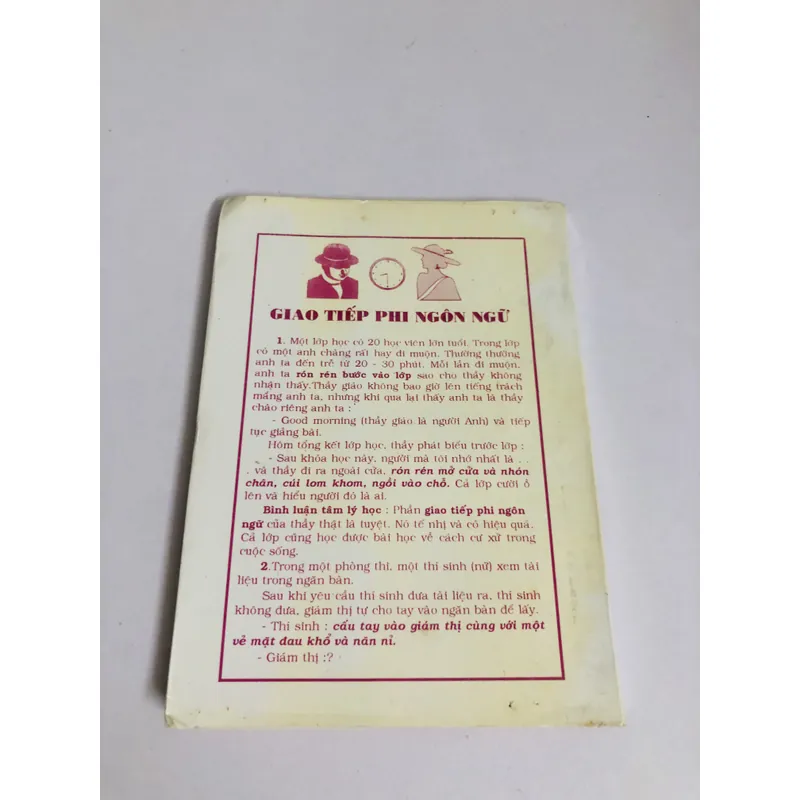 GIAO TIẾP PHI NGÔN NGỮ
1. Một lớp học có 20 học viên lớn tuổi. Trong lớp
có một anh chàng rất hay đi muộn. Thường thường
anh ta đến trễ từ 20 - 30 phút. Mỗi lần đi muộn,
anh ta rón rén bước vào lớp sao cho thầy không
nhận thấy.Thầy giáo không bao giờ lên tiếng trách
mắng anh ta, nhưng khi qua lại thấy anh ta là thầy
chào riêng anh ta :
- Good morning (thầy giáo là người Anh) và tiếp
tục giảng bài.
Hôm tổng kết lớp học, thầy phát biểu trước lớp :
- Sau khóa học này, người mà tôi nhớ nhất là . .
. và thầy đi ra ngoài cửa, rón rén mở cửa và nhón
chân, cúi lom khom, ngồi vào chỗ. Cả lớp cười ồ
lên và hiểu người đó là ai.
Bình luận tâm lý học : Phần giao tiếp phi ngôn
ngữ của thầy thật là tuyệt. Nó tế nhị và có hiệu quả.
Cả lớp cũng học được bài học về cách cư xử trong
cuộc sống.
2.Trong một phòng thi, một thí sinh (nữ) xem tài
liệu trong ngăn bàn.
Sau khi yêu cầu thí sinh đưa tài liệu ra, thí sinh
không đưa, giám thị tự cho tay vào ngăn bàn để lấy.
- Thí sinh : cấu tay vào giám thị cùng với một
vẻ mặt đau khổ và năn nỉ.
- Giám thị :?